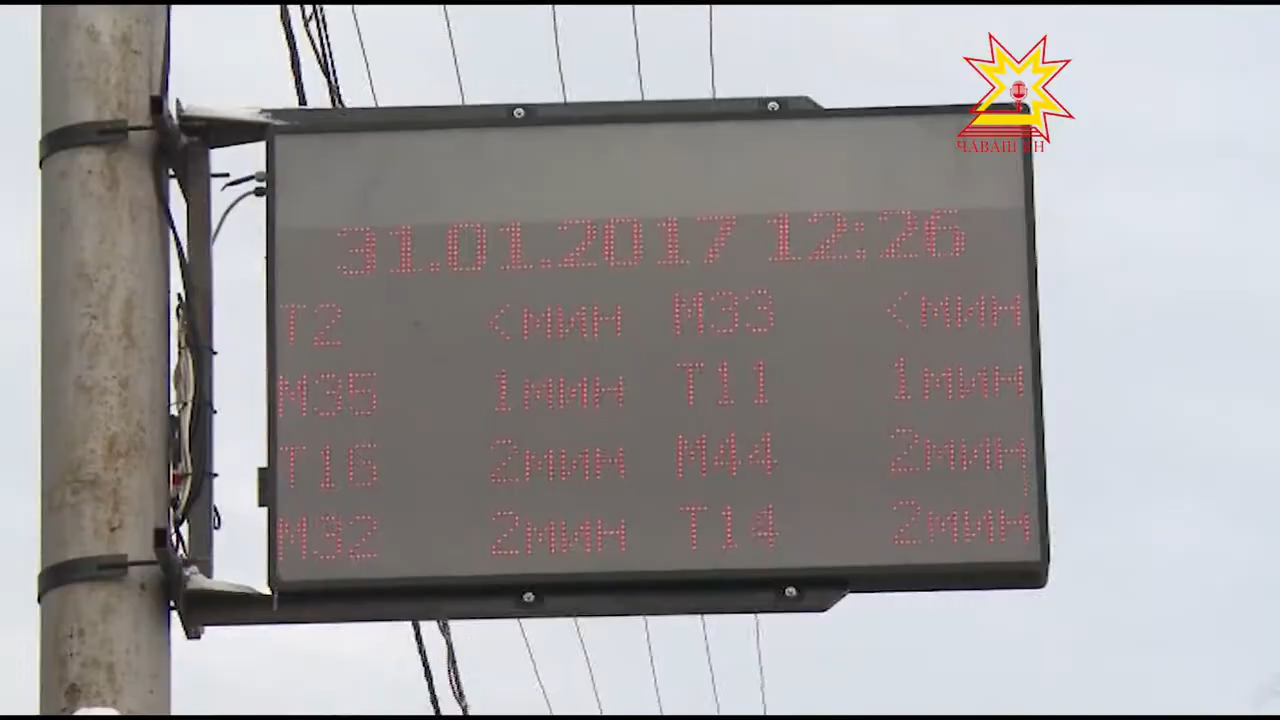 ЧӐВАШ ЕН
31.01.2017 12:26
Т2 <мин М33 <мин
М35 1мин Т11 1мин
Т16 2мин М44 2мин
М32 2мин Т14 2мин